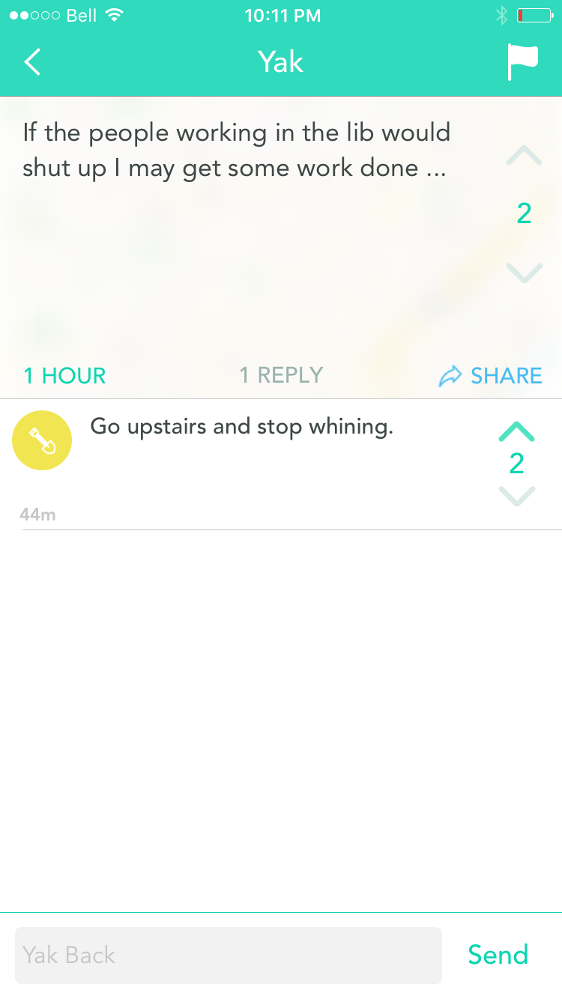 Bell
10:11 PM
Yak
If the people working in the lib would
shut up I may get some work done ...
2
1 HOUR
1 REPLY
SHARE
Go upstairs and stop whining.
2
44m
Yak Back
Send